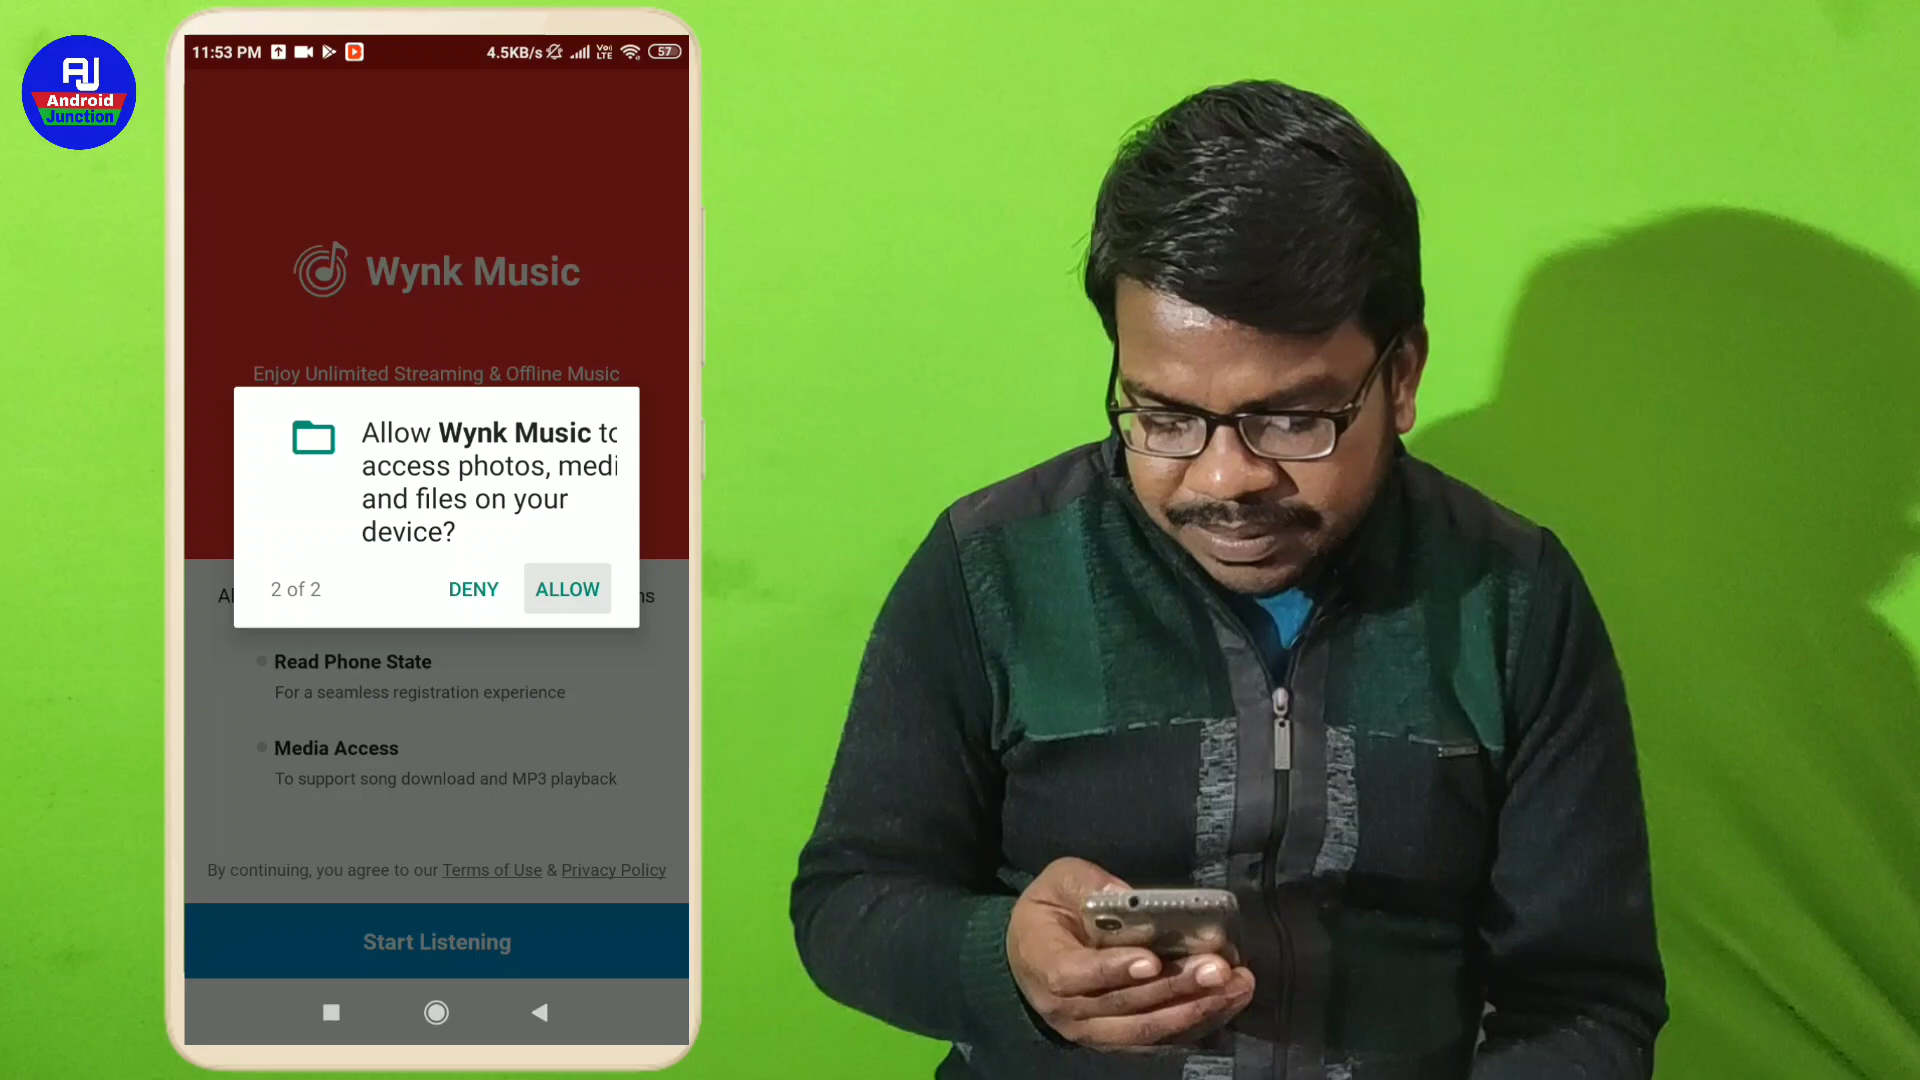 AJ
Android
Junction
11:53 PM
4.5KB/s
Vo)
LTE
57
Wynk Music
Enjoy Unlimited Streaming & Offline Music
Allow Wynk Music to
access photos, medi
and files on your
device?
2 of 2
DENY
ALLOW
Read Phone State
For a seamless registration experience
Media Access
To support song download and MP3 playback
By continuing, you agree to our Terms of Use & Privacy Policy
Start Listening